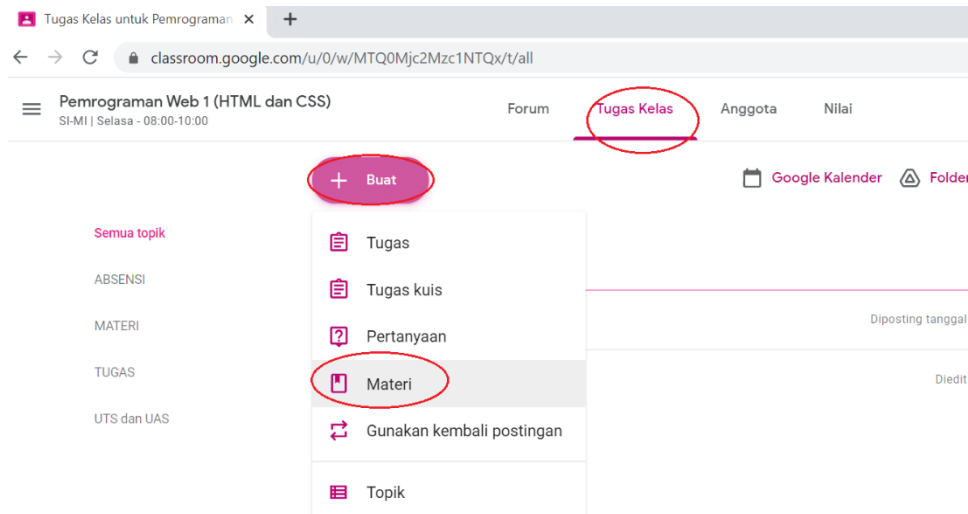 Tugas Kelas untuk Pemrograman
classroom.google.com/u/0/w/MTQ0Mjc2Mzc1NTQx/t/all
Pemrograman Web 1 (HTML dan CSS)
SI-MI | Selasa - 08:00-10:00
Forum Tugas Kelas Anggota Nilai
+ Buat
Google Kalender Folder
Semua topik
ABSENSI
MATERI
TUGAS
UTS dan UAS
Tugas
Tugas kuis
Pertanyaan
Materi
Gunakan kembali postingan
Topik
Diposting tanggal
Diedit